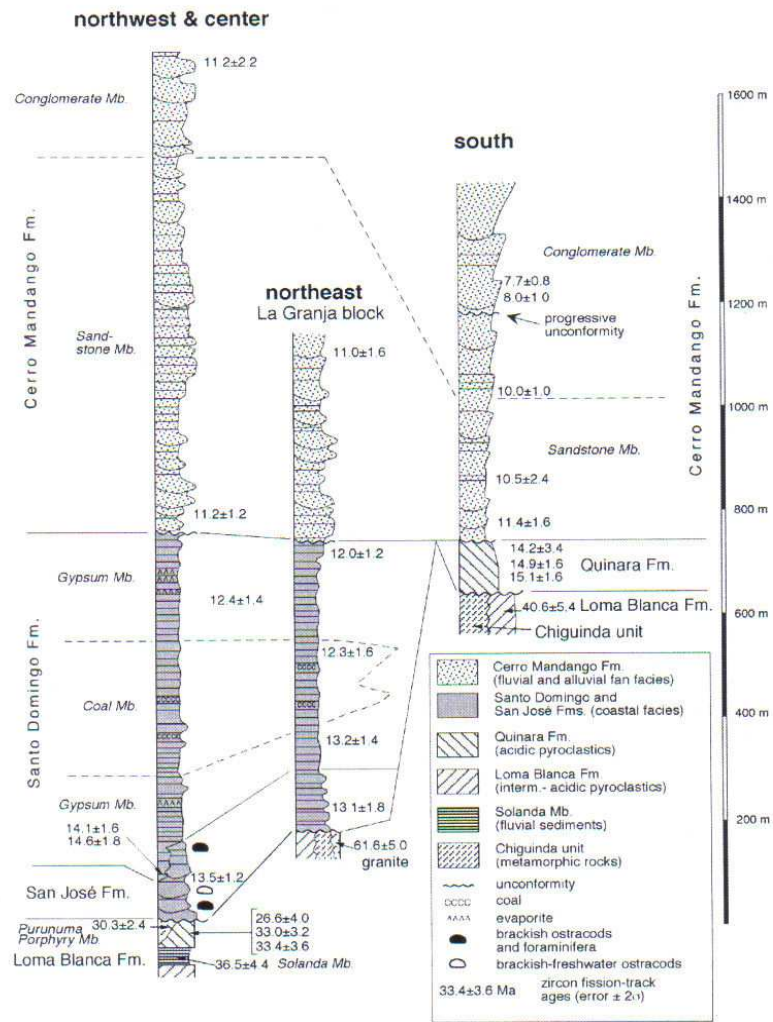 northwest & center
11.2±2.2
Conglomerate Mb.
1600 m
south
1400 m
Cerro Mandango Fm.
Conglomerate Mb.
7.7±0.8
8.0±1.0
northeast
La Granja block
1200 m
progressive
unconformity
Sand-
stone Mb.
11.0±1.6
10.0±1.0
Cerro Mandango Fm.
1000 m
Sandstone Mb.
10.5±2.4
11.2±1.2
11.4±1.6
800 m
12.0±1.2
14.2±3.4
14.9±1.6
15.1±1.6
Quinara Fm.
Gypsum Mb.
12.4±1.4
40.6±5.4
Loma Blanca Fm.
600 m
Chiguinda unit
12.3±1.6
Santo Domingo Fm.
Coal Mb.
13.2±1.4
400 m
Gypsum Mb.
13.1±1.8
14.1±1.6
14.6±1.8
200 m
61.6±5.0
granite
13.5±1.2
San José Fm.
Purunuma
Porphyry Mb.
30.3±2.4
26.6±4.0
33.0±3.2
33.4±3.6
Loma Blanca Fm.
36.5±4.4
Solanda Mb.
Cerro Mandango Fm.
(fluvial and alluvial fan facies)
Santo Domingo and
San José Fms. (coastal facies)
Quinara Fm.
(acidic pyroclastics)
Loma Blanca Fm.
(interm.- acidic pyroclastics)
Solanda Mb.
(fluvial sediments)
Chiguinda unit
(metamorphic rocks)
unconformity
coal
evaporite
brackish ostracods
and foraminifera
brackish-freshwater ostracods
33.4±3.6 Ma
zircon fission-track
ages (error ± 2σ)